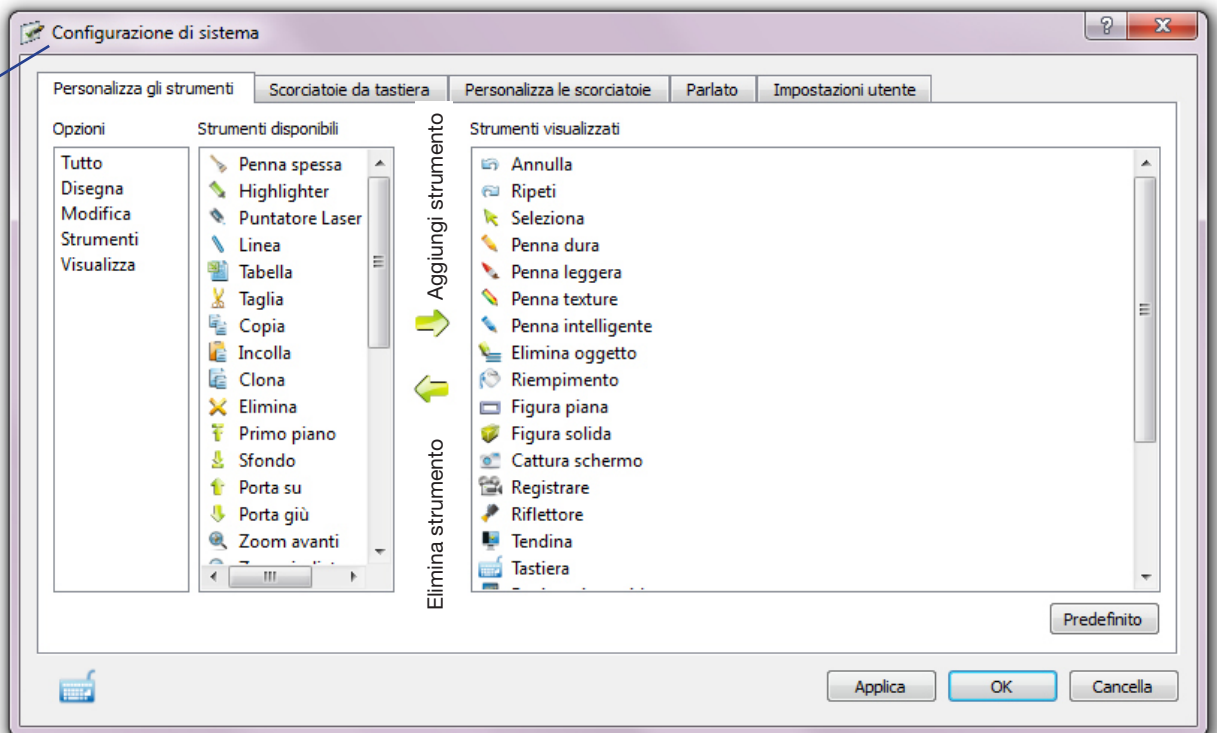 Configurazione di sistema
Personalizza gli strumenti
Scorciatoie da tastiera
Personalizza le scorciatoie
Parlato
Impostazioni utente
Opzioni
Tutto
Disegna
Modifica
Strumenti
Visualizza
Strumenti disponibili
Penna spessa
Highlighter
Puntatore Laser
Linea
Tabella
Taglia
Copia
Incolla
Clona
Elimina
Primo piano
Sfondo
Porta su
Porta giù
Zoom avanti
Aggiungi strumento
Elimina strumento
Strumenti visualizzati
Annulla
Ripeti
Seleziona
Penna dura
Penna leggera
Penna texture
Penna intelligente
Elimina oggetto
Riempimento
Figura piana
Figura solida
Cattura schermo
Registrare
Riflettore
Tendina
Tastiera
Predefinito
Applica
OK
Cancella